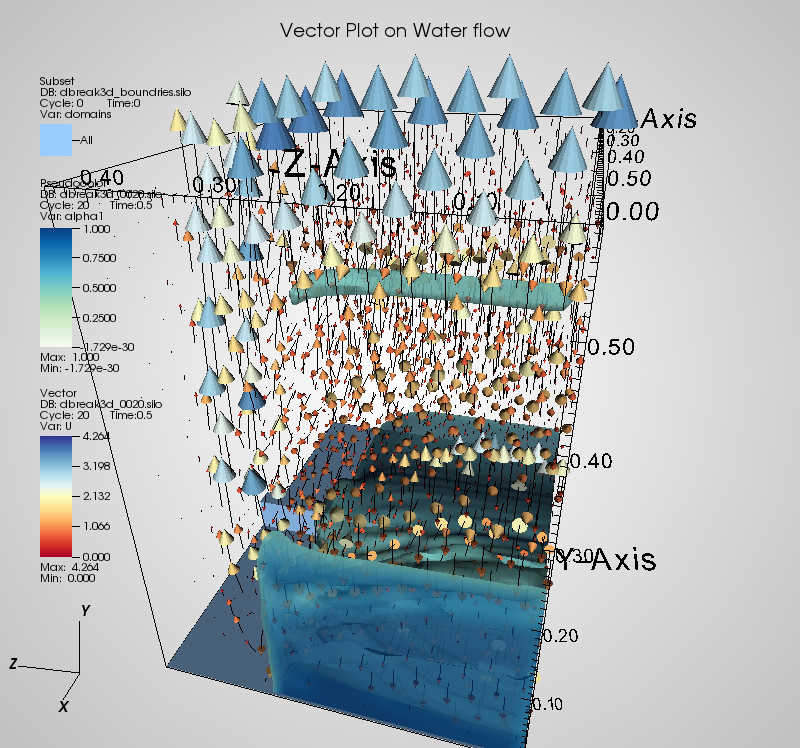 Vector Plot on Water flow
Subset
DB: dbreak3d_boundries.silo
Cycle: 0 Time:0
Var: domains
All
Pseudocolor
DB: dbreak3d_0020.silo
Cycle: 20 Time:0.5
Var: alpha1
1.000
0.7500
0.5000
0.2500
-1.729e-30
Max: 1.000
Min: -1.729e-30
Vector
DB: dbreak3d_0020.silo
Cycle: 20 Time:0.5
Var: U
4.264
3.198
2.132
1.066
0.000
Max: 4.264
Min: 0.000
Z-Axis
0.40
0.30
0.20
Axis
0.30
0.40
0.50
0.00
0.50
0.40
0.30
Y-Axis
0.20
0.10
Y
Z
X